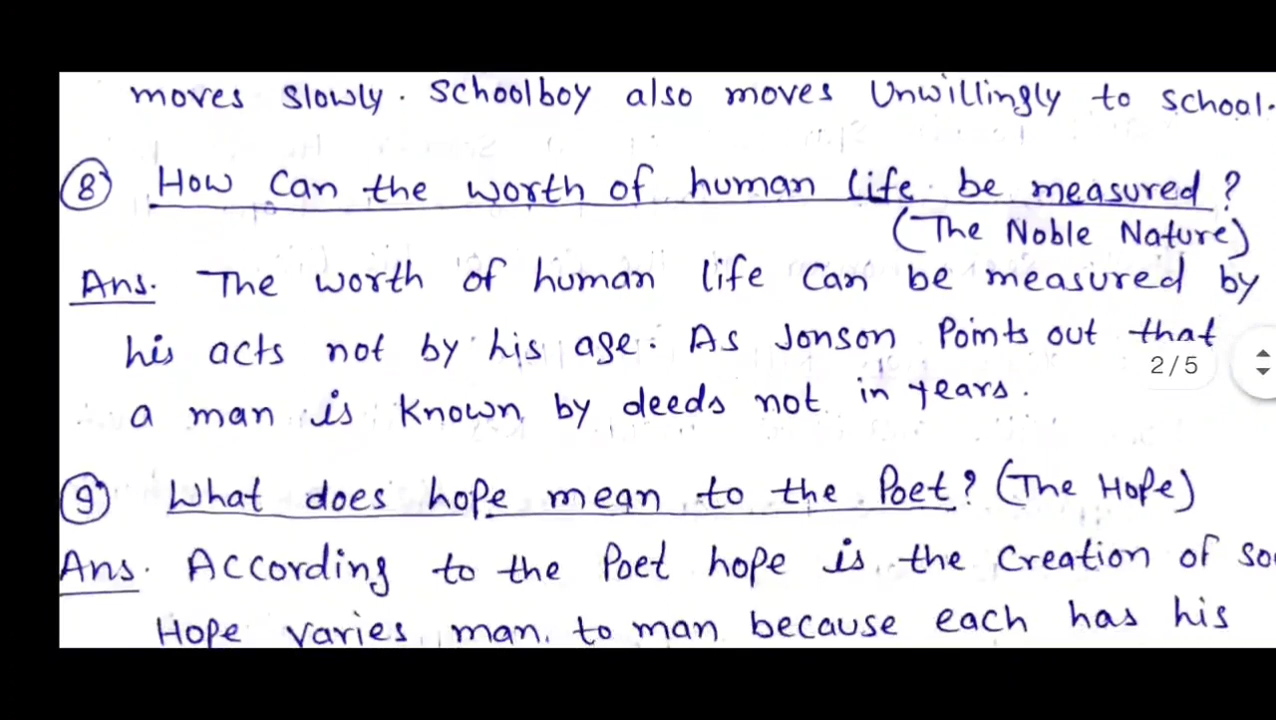 moves slowly. Schoolboy also moves Unwillingly to school.
8 How Can the worth of human life be measured?
(The Noble Nature)
Ans. The worth of human life Can be measured by
his acts not by his age. As Jonson Points out that
2/5
a man is Known by deeds not in years.
9 What does hope mean to the Poet? (The Hope)
Ans. According to the Poet hope is the Creation of
Hope varies man to man because each has his